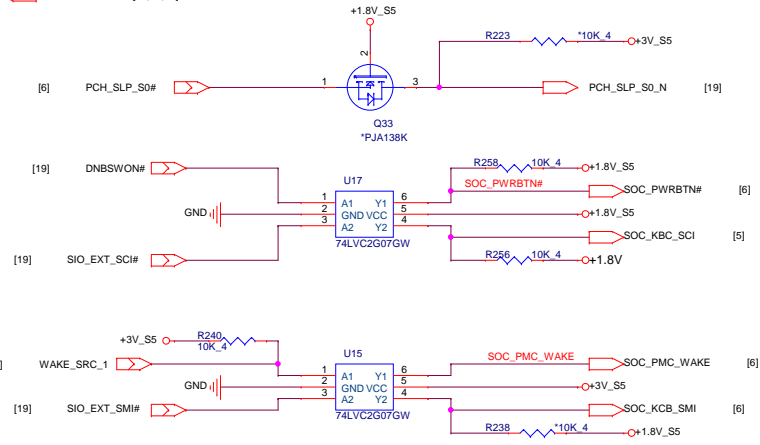 +1.8V_S5
R223 *10K_4 +3V_S5
2
[6] PCH_SLP_S0# 1 3 PCH_SLP_S0_N [19]
Q33
*PJA138K
[19] DNBSWON# R258 10K_4 +1.8V_S5
U17 SOC_PWRBTN# SOC_PWRBTN# [6]
1 A1 Y1 6
GND 2 GND VCC 5 +1.8V_S5
3 A2 Y2 4
74LVC2G07GW SOC_KBC_SCI [5]
[19] SIO_EXT_SCI# R256 10K_4 +1.8V
+3V_S5 R240
10K_4
U15 SOC_PMC_WAKE SOC_PMC_WAKE [6]
] WAKE_SRC_1
1 A1 Y1 6
GND 2 GND VCC 5 +3V_S5
3 A2 Y2 4
[19] SIO_EXT_SMI# 74LVC2G07GW SOC_KCB_SMI [6]
R238 *10K_4 +1.8V_S5